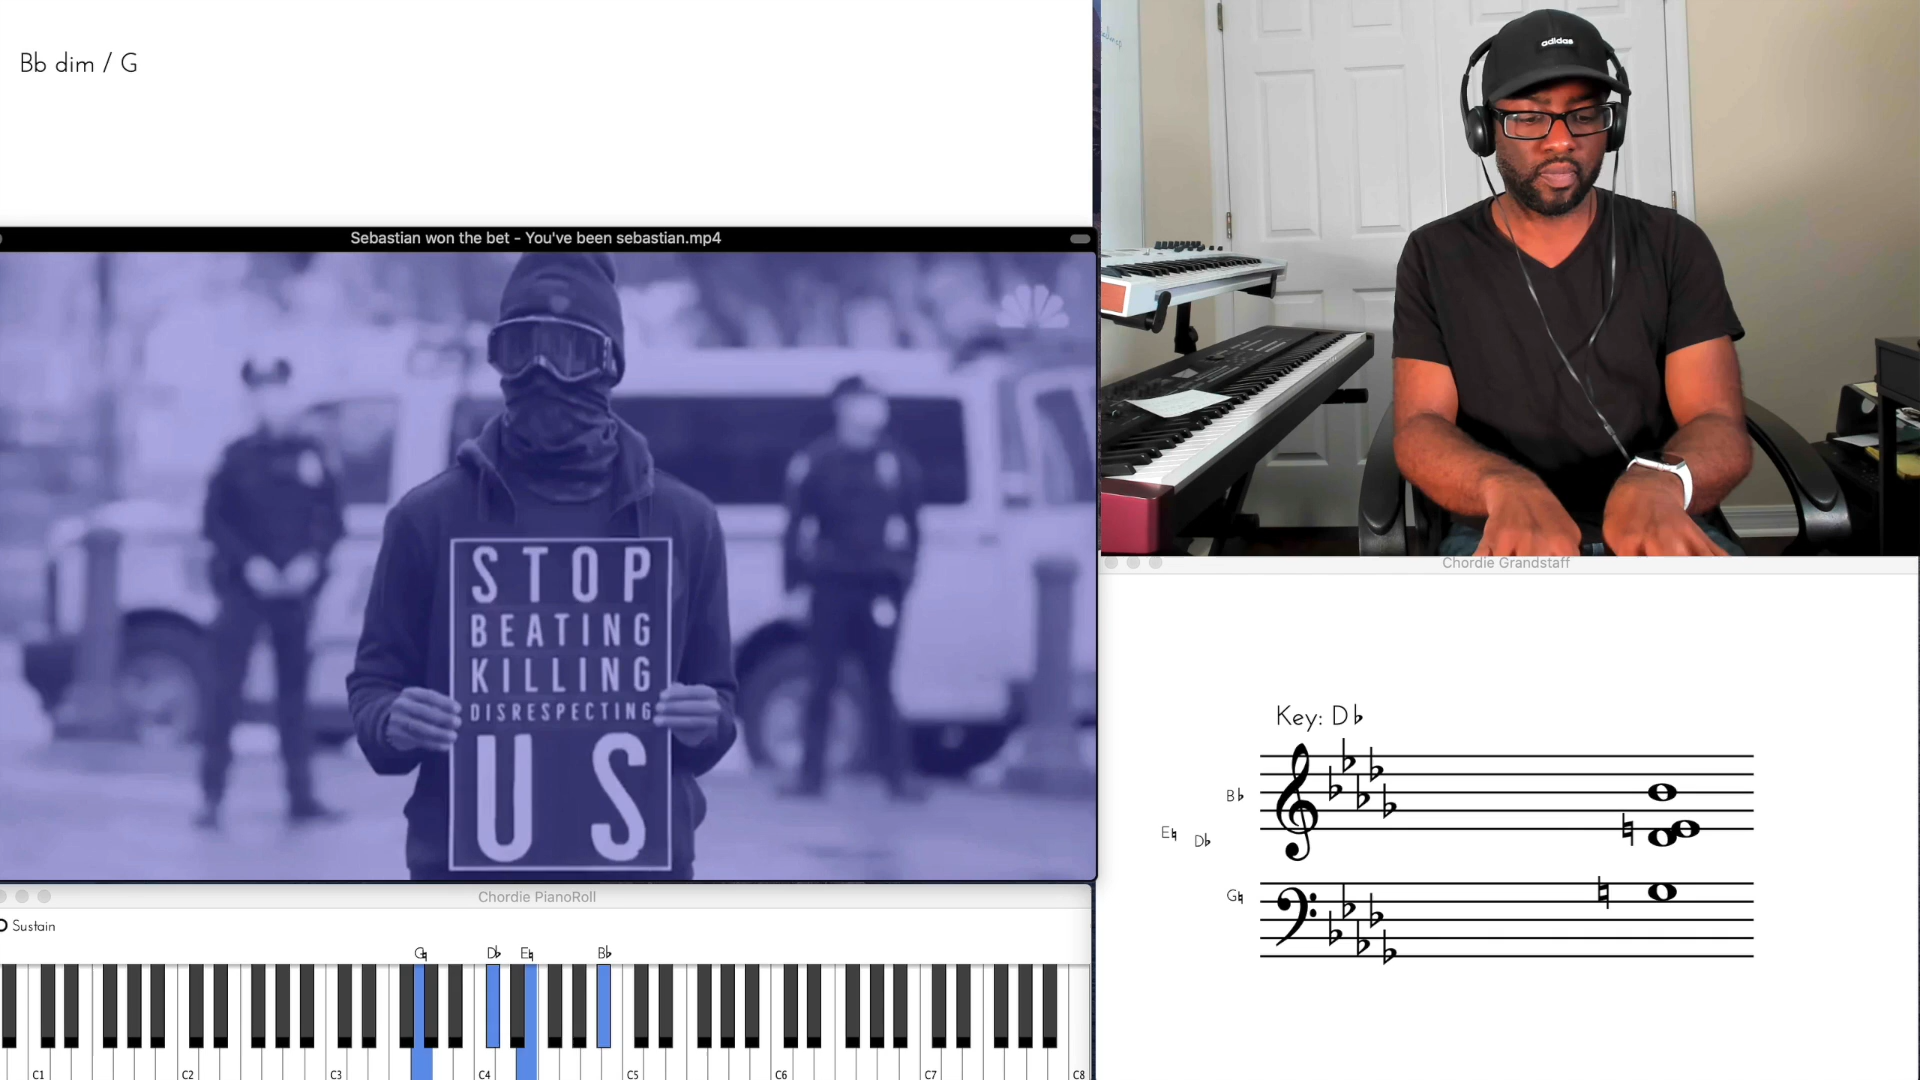 Bb dim / G
Sebastian won the bet - You've been sebastian.mp4
adidas
STOP
BEATING
KILLING
DISRESPECTING
US
Chordie Grandstaff
Key: D♭
B♭
E♮
D♭
G♮
Chordie PianoRoll
Sustain
G♮ D♭ E♮ B♭
C1 C2 C3 C4 C5 C6 C7 C8